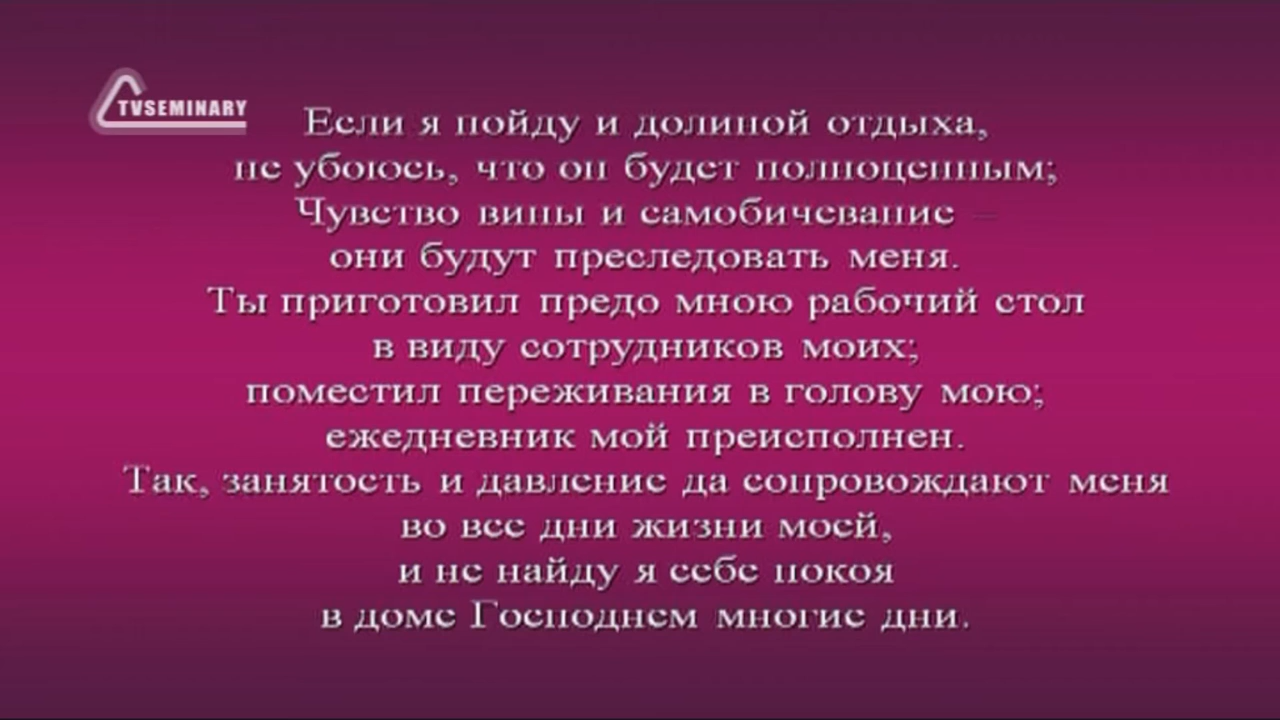 TVSEMINARY
Если я пойду и долиной отдыха,
не убоюсь, что он будет полноценным;
Чувство вины и самобичевание –
они будут преследовать меня.
Ты приготовил предо мною рабочий стол
в виду сотрудников моих;
поместил переживания в голову мою;
ежедневник мой преисполнен.
Так, занятость и давление да сопровождают меня
во все дни жизни моей,
и не найду я себе покоя
в доме Господнем многие дни.